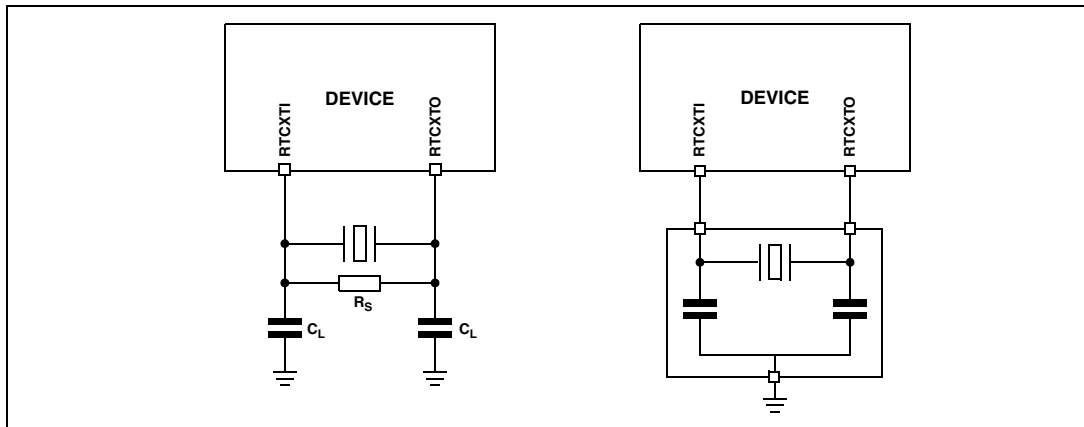 DEVICE
RTCXTI
RTCXTO
R_S
C_L
C_L
DEVICE
RTCXTI
RTCXTO